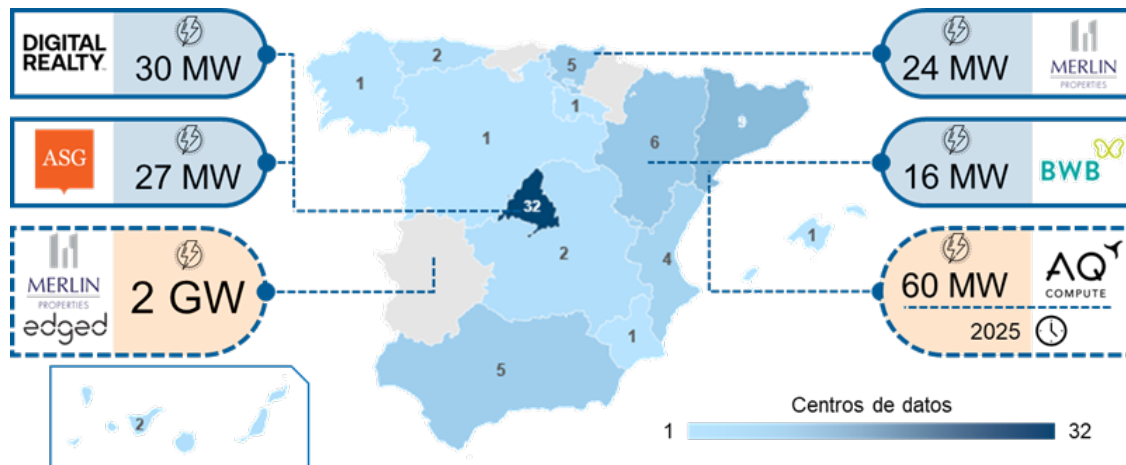 DIGITAL
REALTY
30 MW
ASG
27 MW
MERLIN
PROPERTIES
edged
2 GW
24 MW
MERLIN
PROPERTIES
16 MW
BWB
60 MW
AQ
COMPUTE
2025
1
2
5
1
1
6
9
32
2
4
1
1
5
2
Centros de datos
1
32